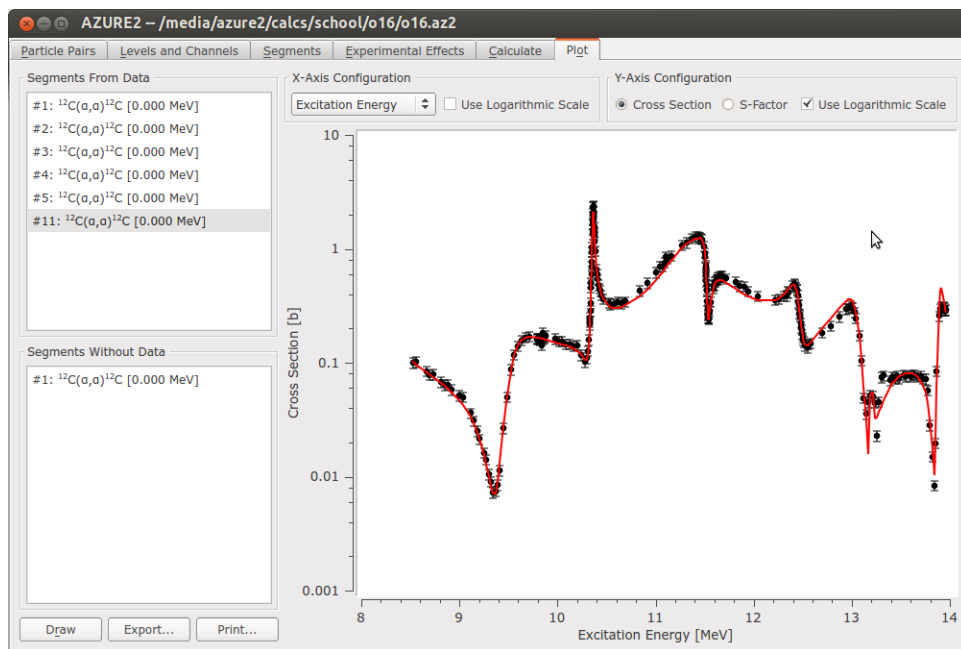 AZURE2 -- /media/azure2/calcs/school/o16/o16.az2
Particle Pairs Levels and Channels Segments Experimental Effects Calculate Plot
Segments From Data
#1: ¹²C(α,α)¹²C [0.000 MeV]
#2: ¹²C(α,α)¹²C [0.000 MeV]
#3: ¹²C(α,α)¹²C [0.000 MeV]
#4: ¹²C(α,α)¹²C [0.000 MeV]
#5: ¹²C(α,α)¹²C [0.000 MeV]
#11: ¹²C(α,α)¹²C [0.000 MeV]
Segments Without Data
#1: ¹²C(α,α)¹²C [0.000 MeV]
Draw Export... Print...
X-Axis Configuration
Excitation Energy Use Logarithmic Scale
Y-Axis Configuration
Cross Section S-Factor Use Logarithmic Scale
Cross Section [b]
10
1
0.1
0.01
0.001
8 9 10 11 12 13 14
Excitation Energy [MeV]